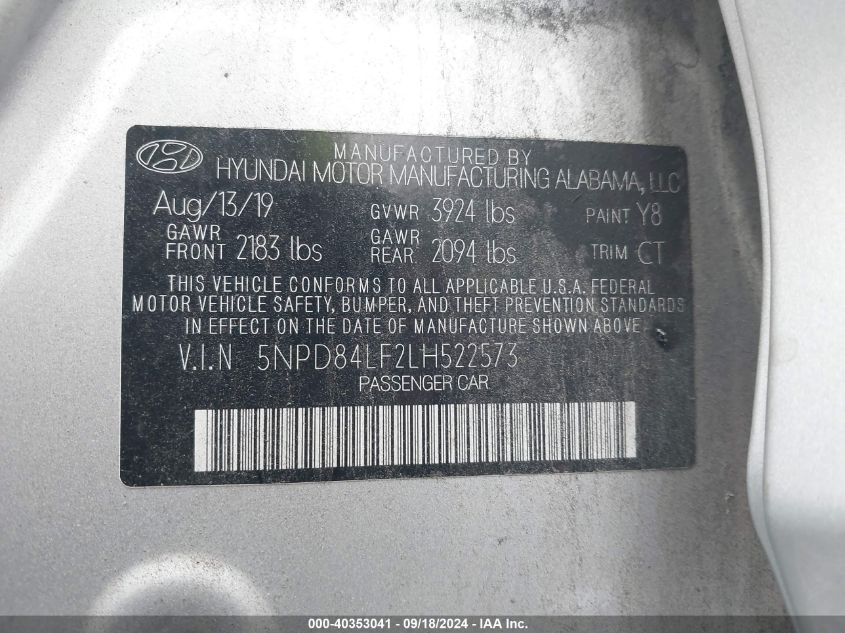 MANUFACTURED BY
HYUNDAI MOTOR MANUFACTURING ALABAMA, LLC
Aug/13/19 GVWR 3924 lbs PAINT Y8
GAWR FRONT 2183 lbs GAWR REAR 2094 lbs TRIM CT
THIS VEHICLE CONFORMS TO ALL APPLICABLE U.S.A. FEDERAL
MOTOR VEHICLE SAFETY, BUMPER, AND THEFT PREVENTION STANDARDS
IN EFFECT ON THE DATE OF MANUFACTURE SHOWN ABOVE.
V.I.N 5NPD84LF2LH522573
PASSENGER CAR
000-40353041 - 09/18/2024 - IAA Inc.